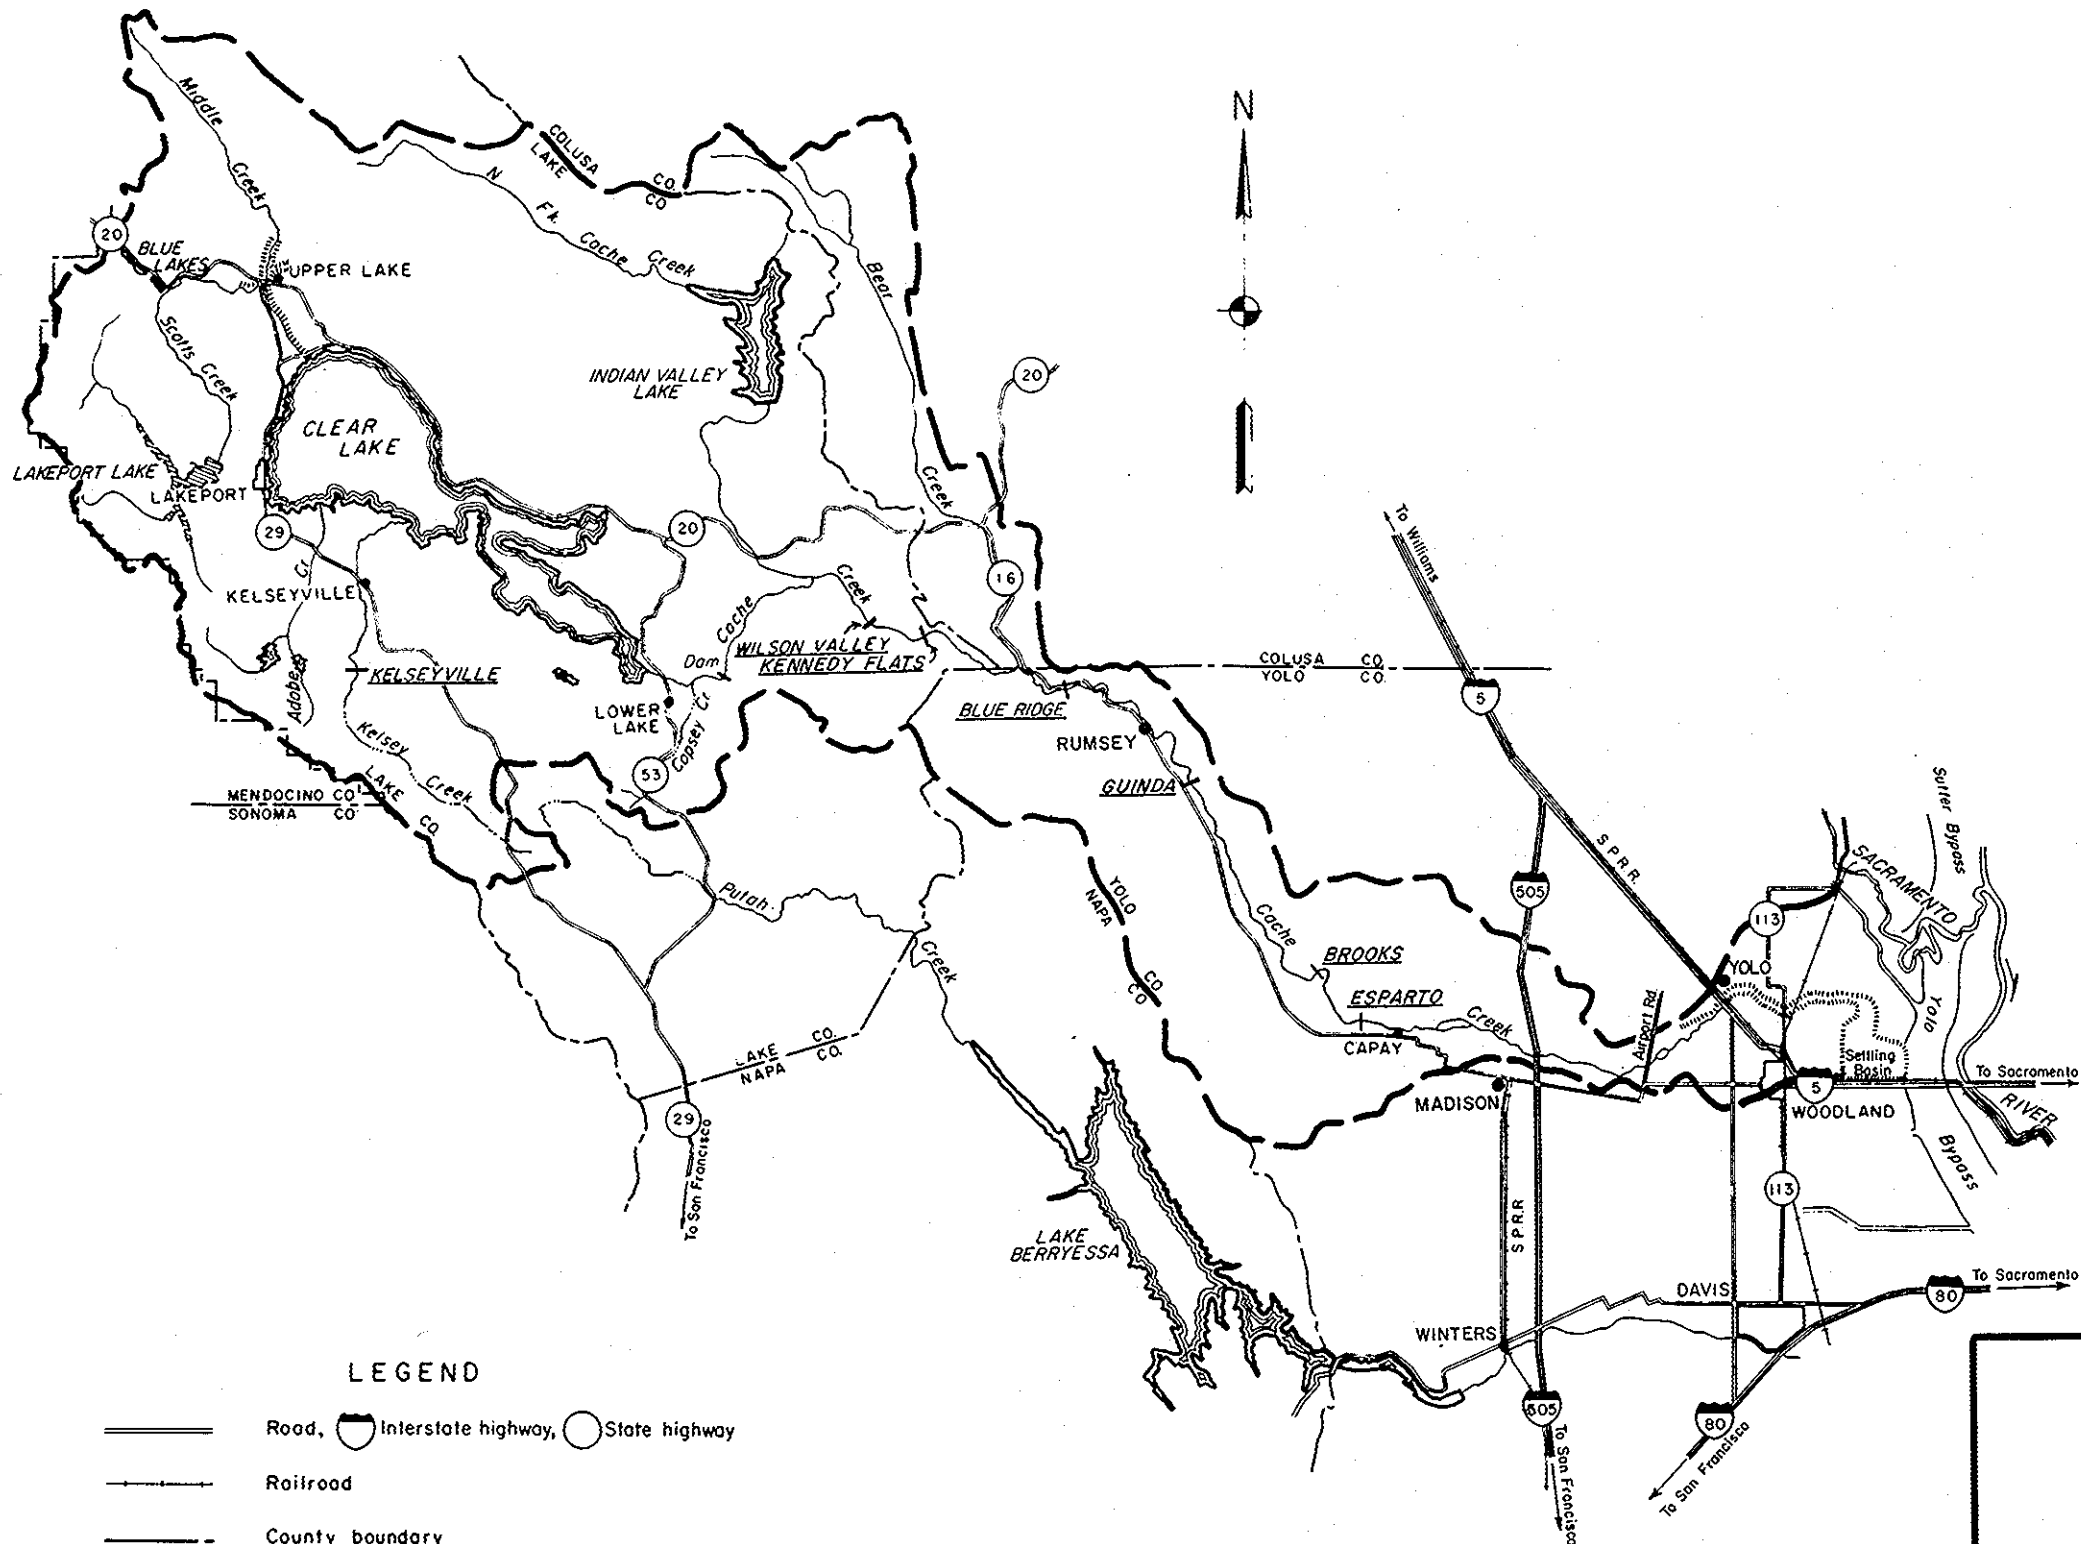 N
Middle
Creek
COLUSA CO.
LAKE CO
N Fk. Cache Creek
Bear
Creek
20
BLUE
LAKES
UPPER LAKE
Scotts Creek
INDIAN VALLEY
LAKE
20
CLEAR
LAKE
LAKEPORT LAKE
LAKEPORT
29
20
16
To Williams
Cr
KELSEYVILLE
Creek
Cache
WILSON VALLEY
KENNEDY FLATS
Dam
KELSEYVILLE
Adobe
COLUSA CO.
YOLO CO.
5
LOWER
LAKE
Copsey Cr
BLUE RIDGE
RUMSEY
Kelsey
Creek
53
GUINDA
LAKE CO.
MENDOCINO CO
SONOMA CO
Sutter Bypass
S.P.R.R.
505
SACRAMENTO
113
Putah
Creek
YOLO CO
NAPA CO
Cache
BROOKS
ESPARTO
Creek
YOLO
Airport Rd.
Yolo
CAPAY
LAKE CO.
NAPA CO.
Settling
Basin
To Sacramento
5
MADISON
WOODLAND
RIVER
29
To San Francisco
Bypass
113
S.P.R.R
LAKE
BERRYESSA
DAVIS
To Sacramento
80
WINTERS
505
80
To San Francisco
To San Francisco
LEGEND
Road, Interstate highway, State highway
Railroad
County boundary